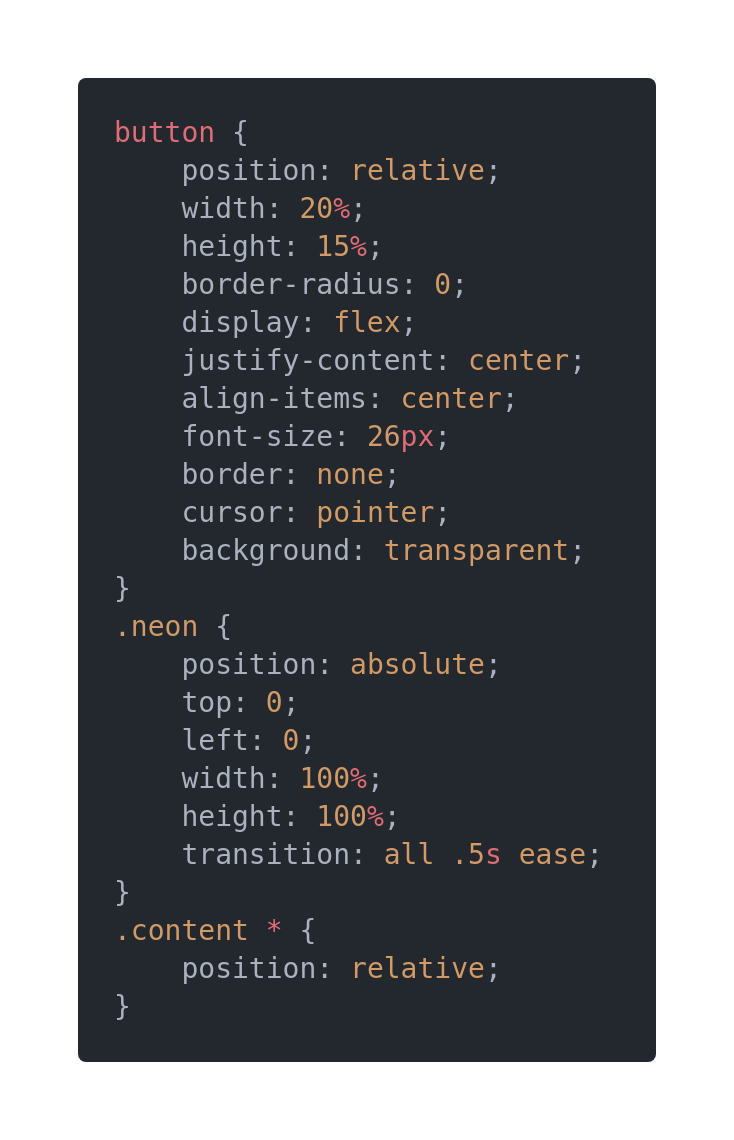 button {
    position: relative;
    width: 20%;
    height: 15%;
    border-radius: 0;
    display: flex;
    justify-content: center;
    align-items: center;
    font-size: 26px;
    border: none;
    cursor: pointer;
    background: transparent;
}
.neon {
    position: absolute;
    top: 0;
    left: 0;
    width: 100%;
    height: 100%;
    transition: all .5s ease;
}
.content * {
    position: relative;
}